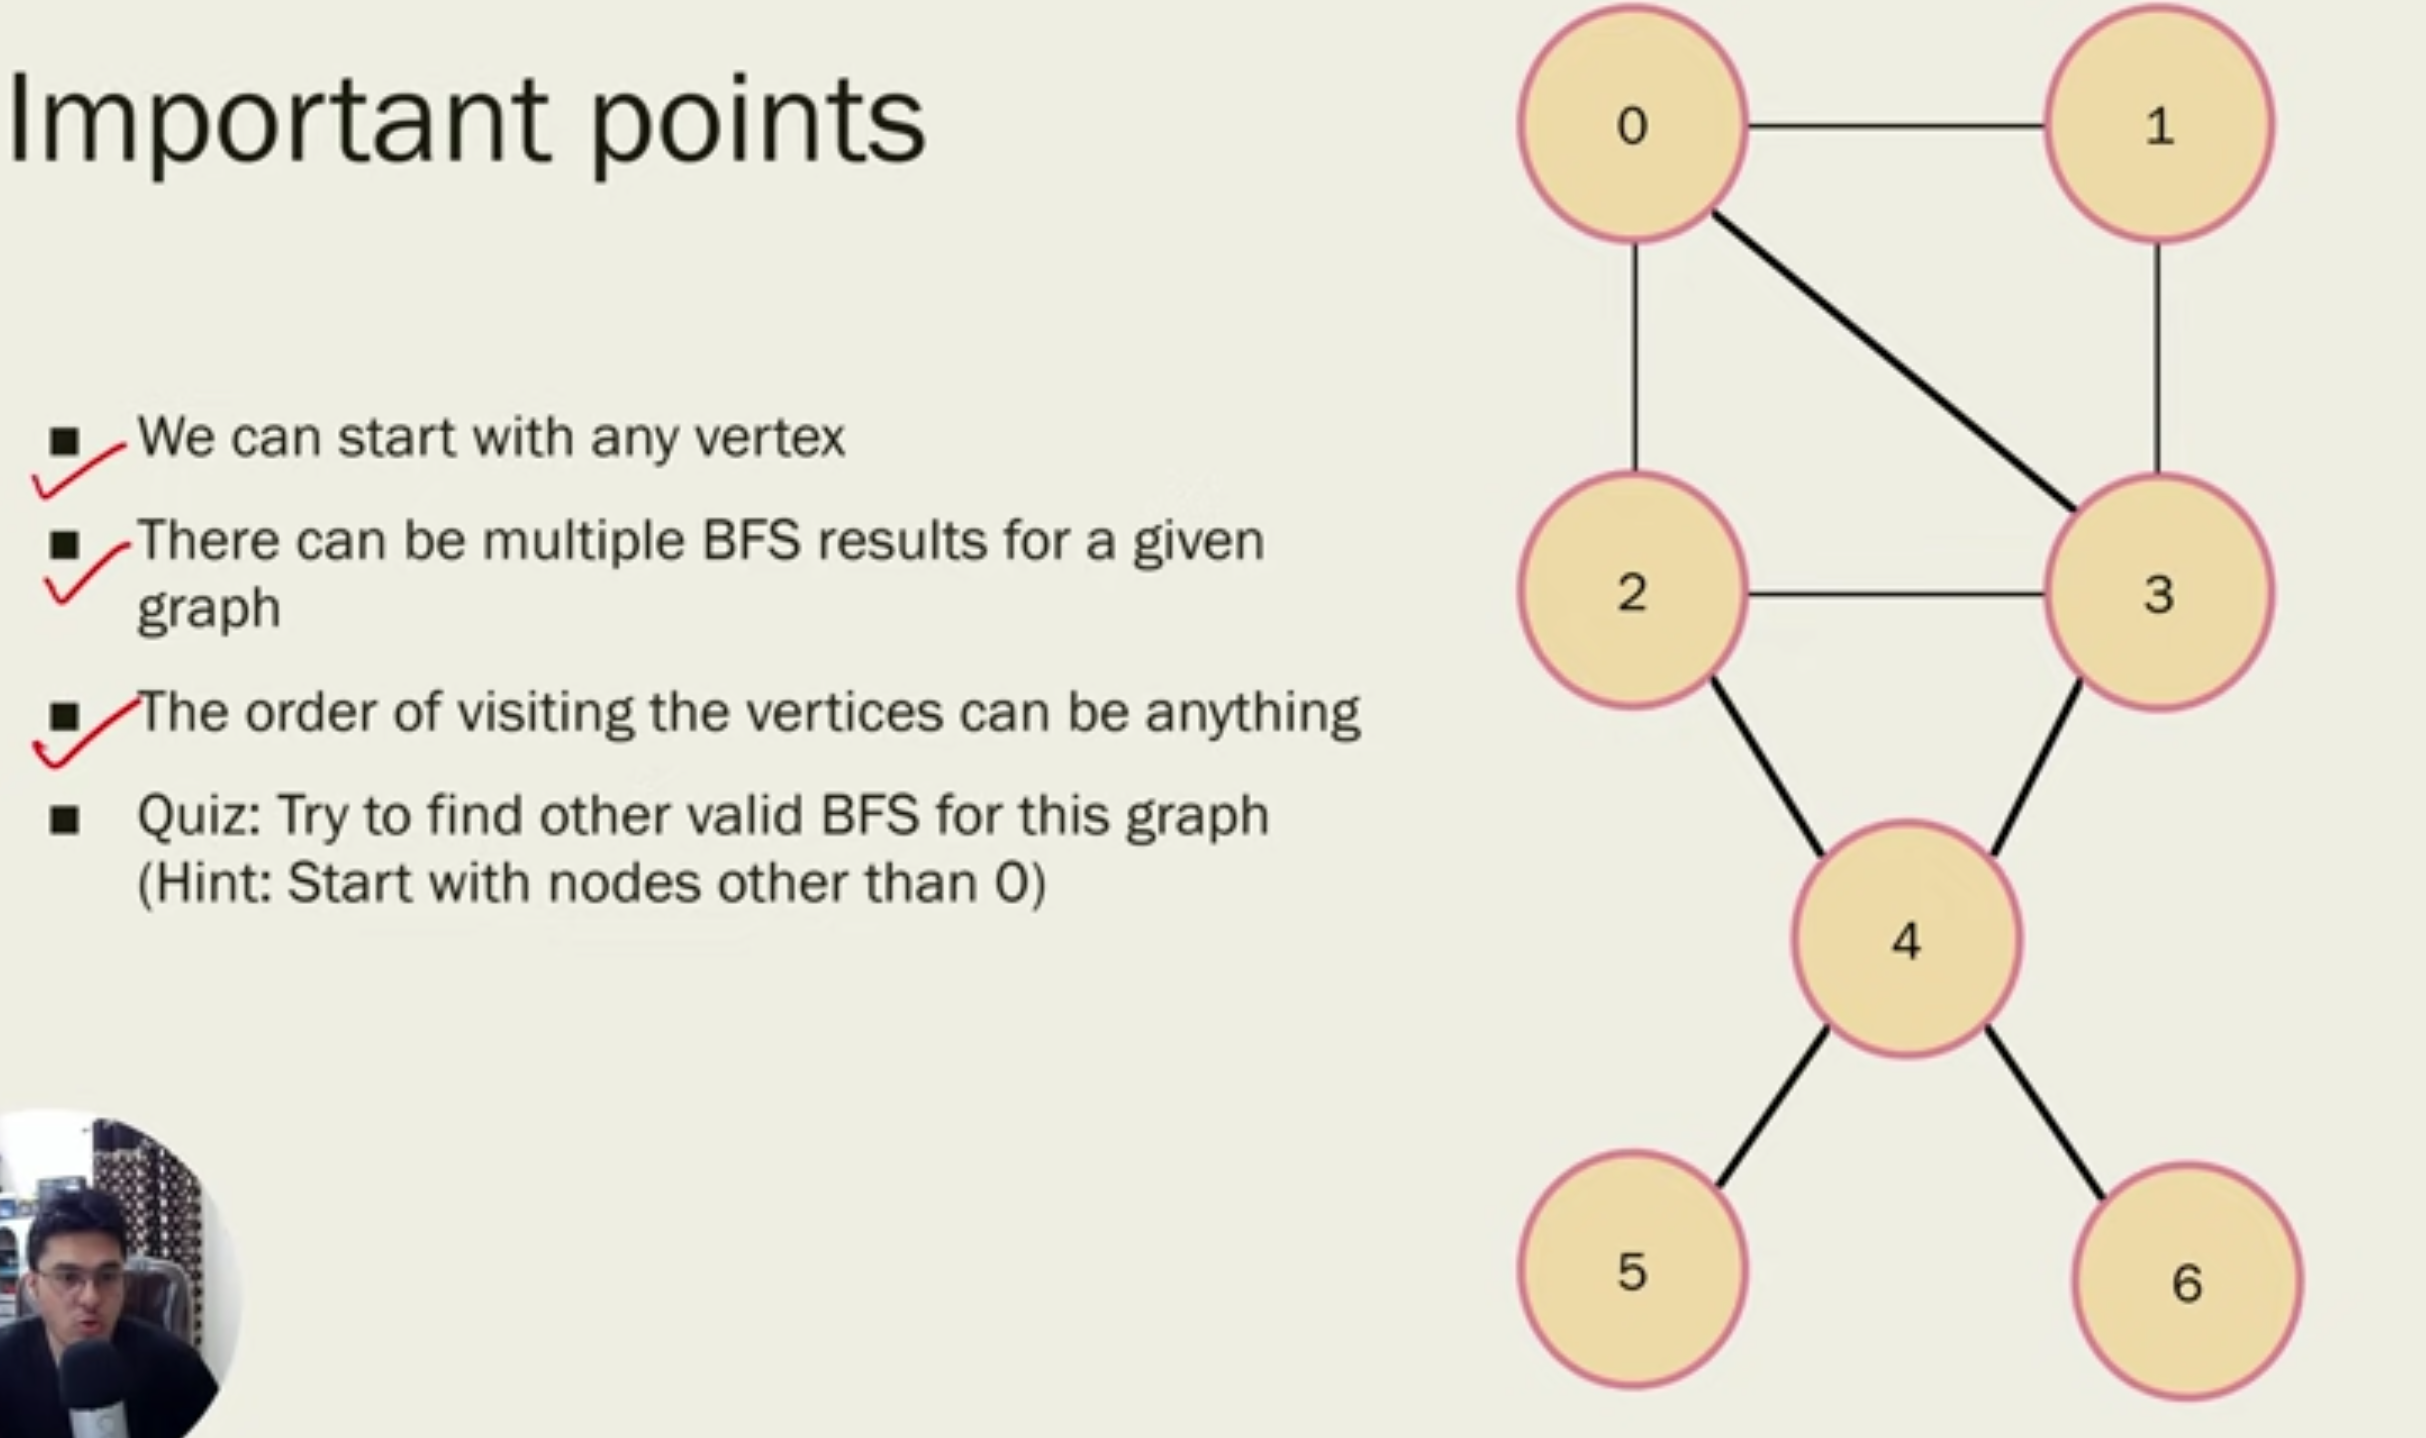 Important points
We can start with any vertex
There can be multiple BFS results for a given
graph
The order of visiting the vertices can be anything
Quiz: Try to find other valid BFS for this graph
(Hint: Start with nodes other than 0)
0
1
2
3
4
5
6